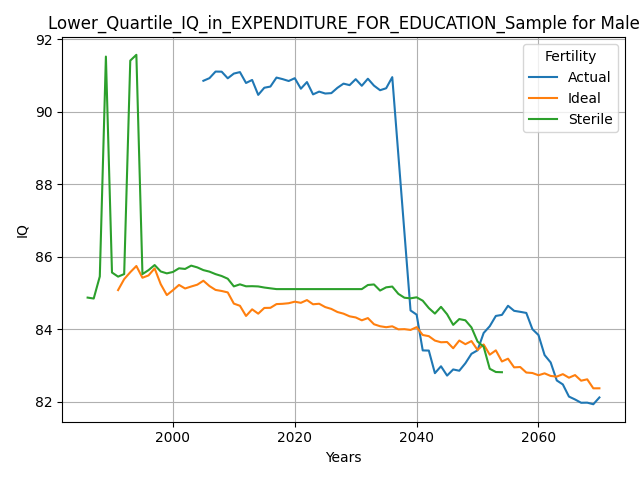 Lower_Quartile_IQ_in_EXPENDITURE_FOR_EDUCATION_Sample for Male
92
90
88
86
84
82
IQ
Fertility
Actual
Ideal
Sterile
2000
2020
2040
2060
Years